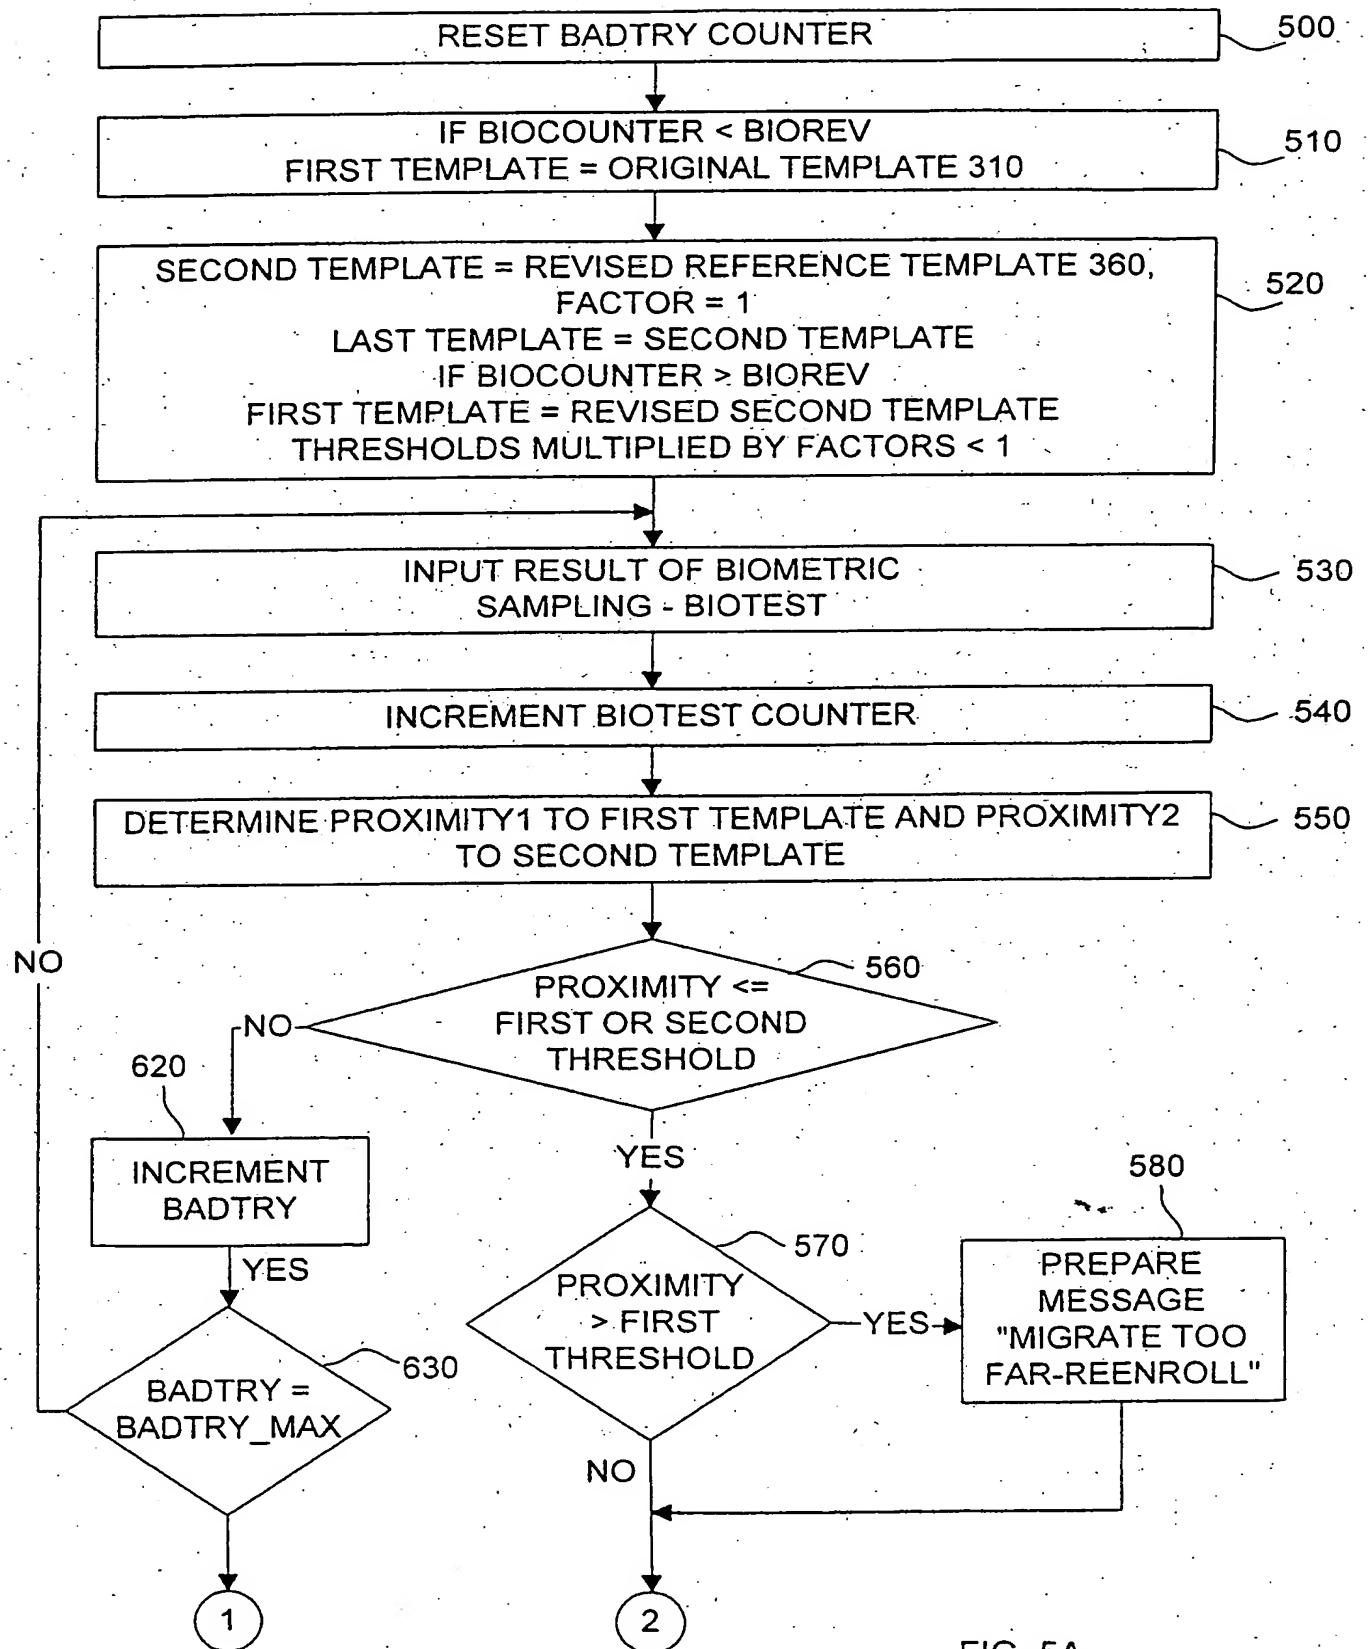 RESET BADTRY COUNTER
500
IF BIOCOUNTER < BIOREV
FIRST TEMPLATE = ORIGINAL TEMPLATE 310
510
SECOND TEMPLATE = REVISED REFERENCE TEMPLATE 360,
FACTOR = 1
LAST TEMPLATE = SECOND TEMPLATE
IF BIOCOUNTER > BIOREV
FIRST TEMPLATE = REVISED SECOND TEMPLATE
THRESHOLDS MULTIPLIED BY FACTORS < 1
520
INPUT RESULT OF BIOMETRIC
SAMPLING - BIOTEST
530
INCREMENT BIOTEST COUNTER
540
DETERMINE PROXIMITY1 TO FIRST TEMPLATE AND PROXIMITY2
TO SECOND TEMPLATE
550
NO
560
PROXIMITY <=
FIRST OR SECOND
THRESHOLD
NO
620
INCREMENT
BADTRY
YES
YES
570
PROXIMITY
> FIRST
THRESHOLD
YES
580
PREPARE
MESSAGE
"MIGRATE TOO
FAR-REENROLL"
630
BADTRY =
BADTRY_MAX
NO
1
2
FIG. 5A